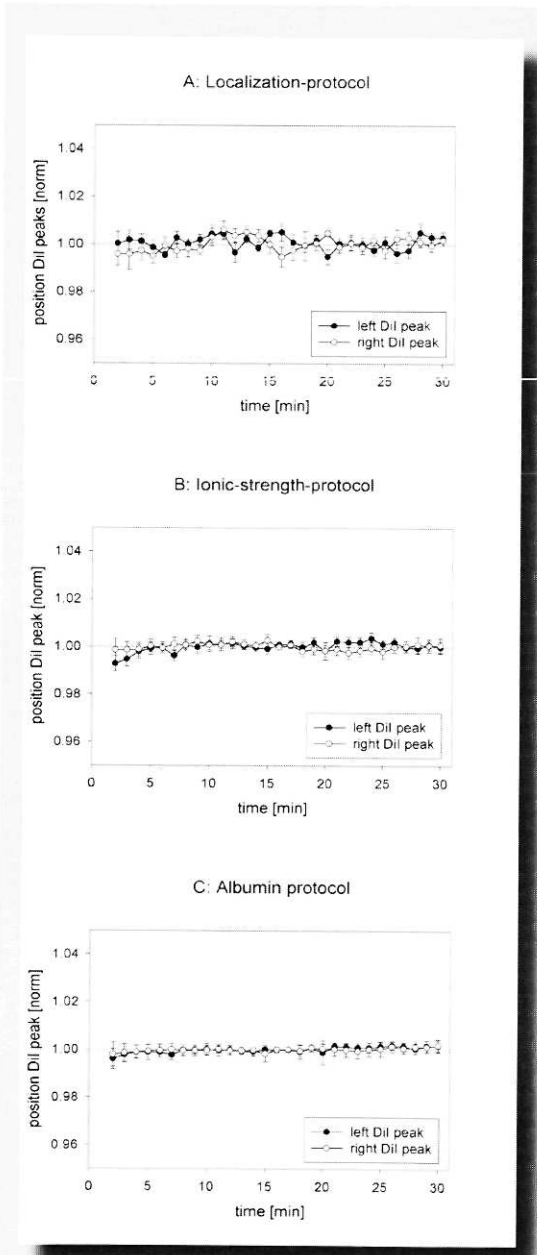 A: Localization-protocol
position DiI peaks [norm]
1.04
1.02
1.00
0.98
0.96
left DiI peak
right DiI peak
0 5 10 15 20 25 30
time [min]
B: Ionic-strength-protocol
position DiI peak [norm]
1.04
1.02
1.00
0.98
0.96
left DiI peak
right DiI peak
0 5 10 15 20 25 30
time [min]
C: Albumin protocol
position DiI peak [norm]
1.04
1.02
1.00
0.98
0.96
left DiI peak
right DiI peak
0 5 10 15 20 25 30
time [min]